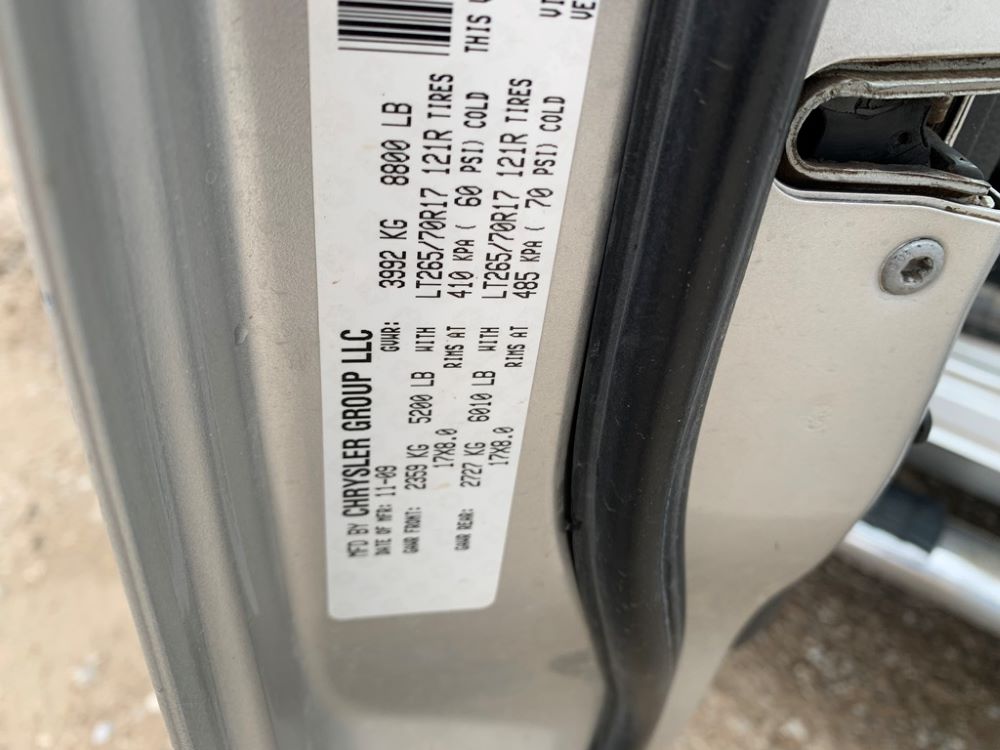 MFD BY CHRYSLER GROUP LLC
DATE OF MFR: 11-09 GVWR: 3992 KG 8800 LB
GAWR FRONT: 2359 KG 5200 LB WITH LT265/70R17 121R TIRES
17X8.0 RIMS AT 410 KPA ( 60 PSI) COLD THIS
GAWR REAR: 2727 KG 6010 LB WITH LT265/70R17 121R TIRES
17X8.0 RIMS AT 485 KPA ( 70 PSI) COLD